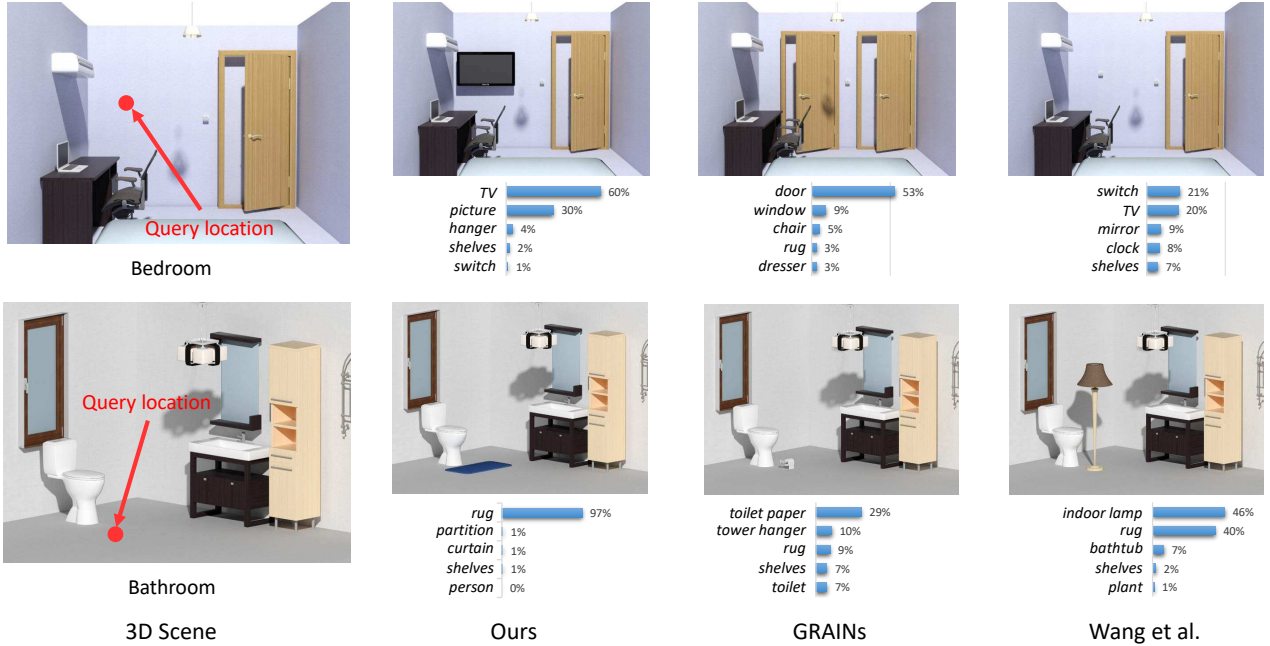 Query location
Bedroom
TV 60%
picture 30%
hanger 4%
shelves 2%
switch 1%
door 53%
window 9%
chair 5%
rug 3%
dresser 3%
switch 21%
TV 20%
mirror 9%
clock 8%
shelves 7%
Query location
Bathroom
rug 97%
partition 1%
curtain 1%
shelves 1%
person 0%
toilet paper 29%
tower hanger 10%
rug 9%
shelves 7%
toilet 7%
indoor lamp 46%
rug 40%
bathtub 7%
shelves 2%
plant 1%
3D Scene
Ours
GRAINs
Wang et al.